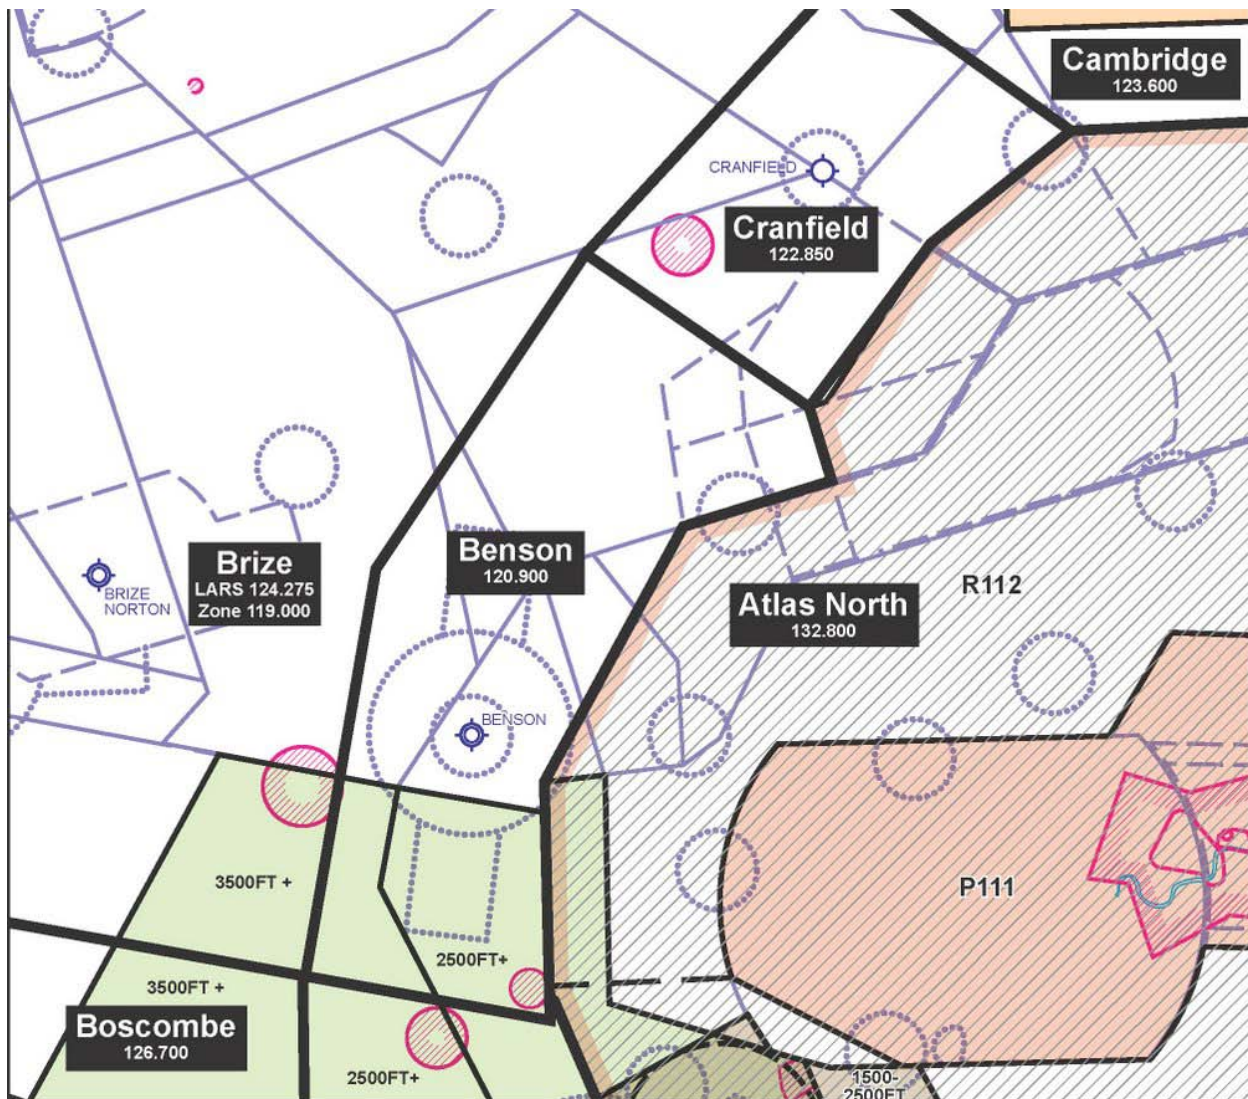 Cambridge
123.600
CRANFIELD
Cranfield
122.850
Brize
LARS 124.275
Zone 119.000
BRIZE
NORTON
Benson
120.900
Atlas North
132.800
R112
BENSON
3500FT +
P111
2500FT+
3500FT +
Boscombe
126.700
2500FT+
1500-
2500FT